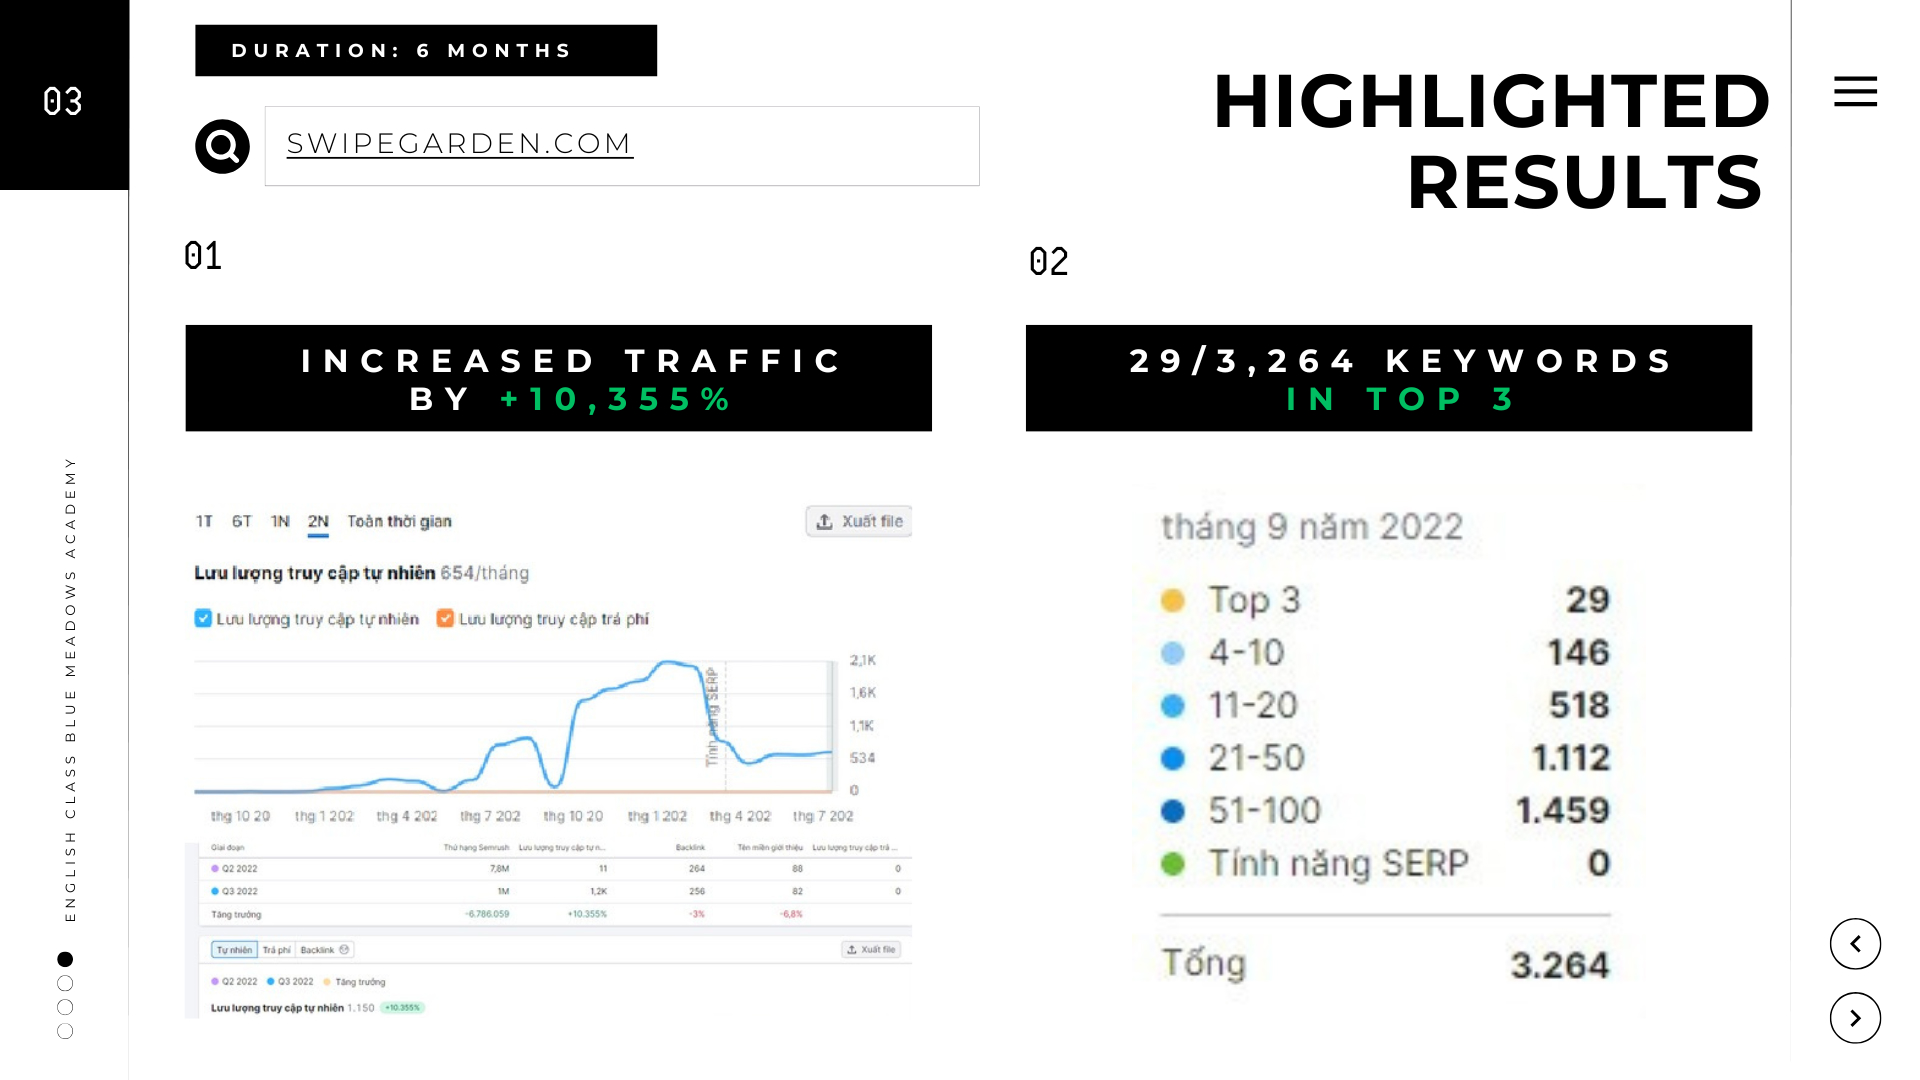 03
DURATION: 6 MONTHS
SWIPEGARDEN.COM
HIGHLIGHTED
RESULTS
01
02
INCREASED TRAFFIC
BY +10,355%
29/3,264 KEYWORDS
IN TOP 3
1T 6T 1N 2N Toàn thời gian
Xuất file
Lưu lượng truy cập tự nhiên 654/tháng
Lưu lượng truy cập tự nhiên Lưu lượng truy cập trả phí
2,1K
1,6K
1,1K
534
0
Tính năng SERP
thg 10 20 thg 1 202 thg 4 202 thg 7 202 thg 10 20 thg 1 202 thg 4 202 thg 7 202
Giai đoạn Thứ hạng Semrush Lưu lượng truy cập tự n... Backlink Tên miền giới thiệu Lưu lượng truy cập trả ...
Q2 2022 7,8M 11 264 88 0
Q3 2022 1M 1,2K 256 82 0
Tăng trưởng -6.786.059 +10.355% -3% -6,8%
Tự nhiên Trả phí Backlink Xuất file
Q2 2022 Q3 2022 Tăng trưởng
Lưu lượng truy cập tự nhiên 1.150 +10.355%
tháng 9 năm 2022
Top 3 29
4-10 146
11-20 518
21-50 1.112
51-100 1.459
Tính năng SERP 0
Tổng 3.264
ENGLISH CLASS BLUE MEADOWS ACADEMY